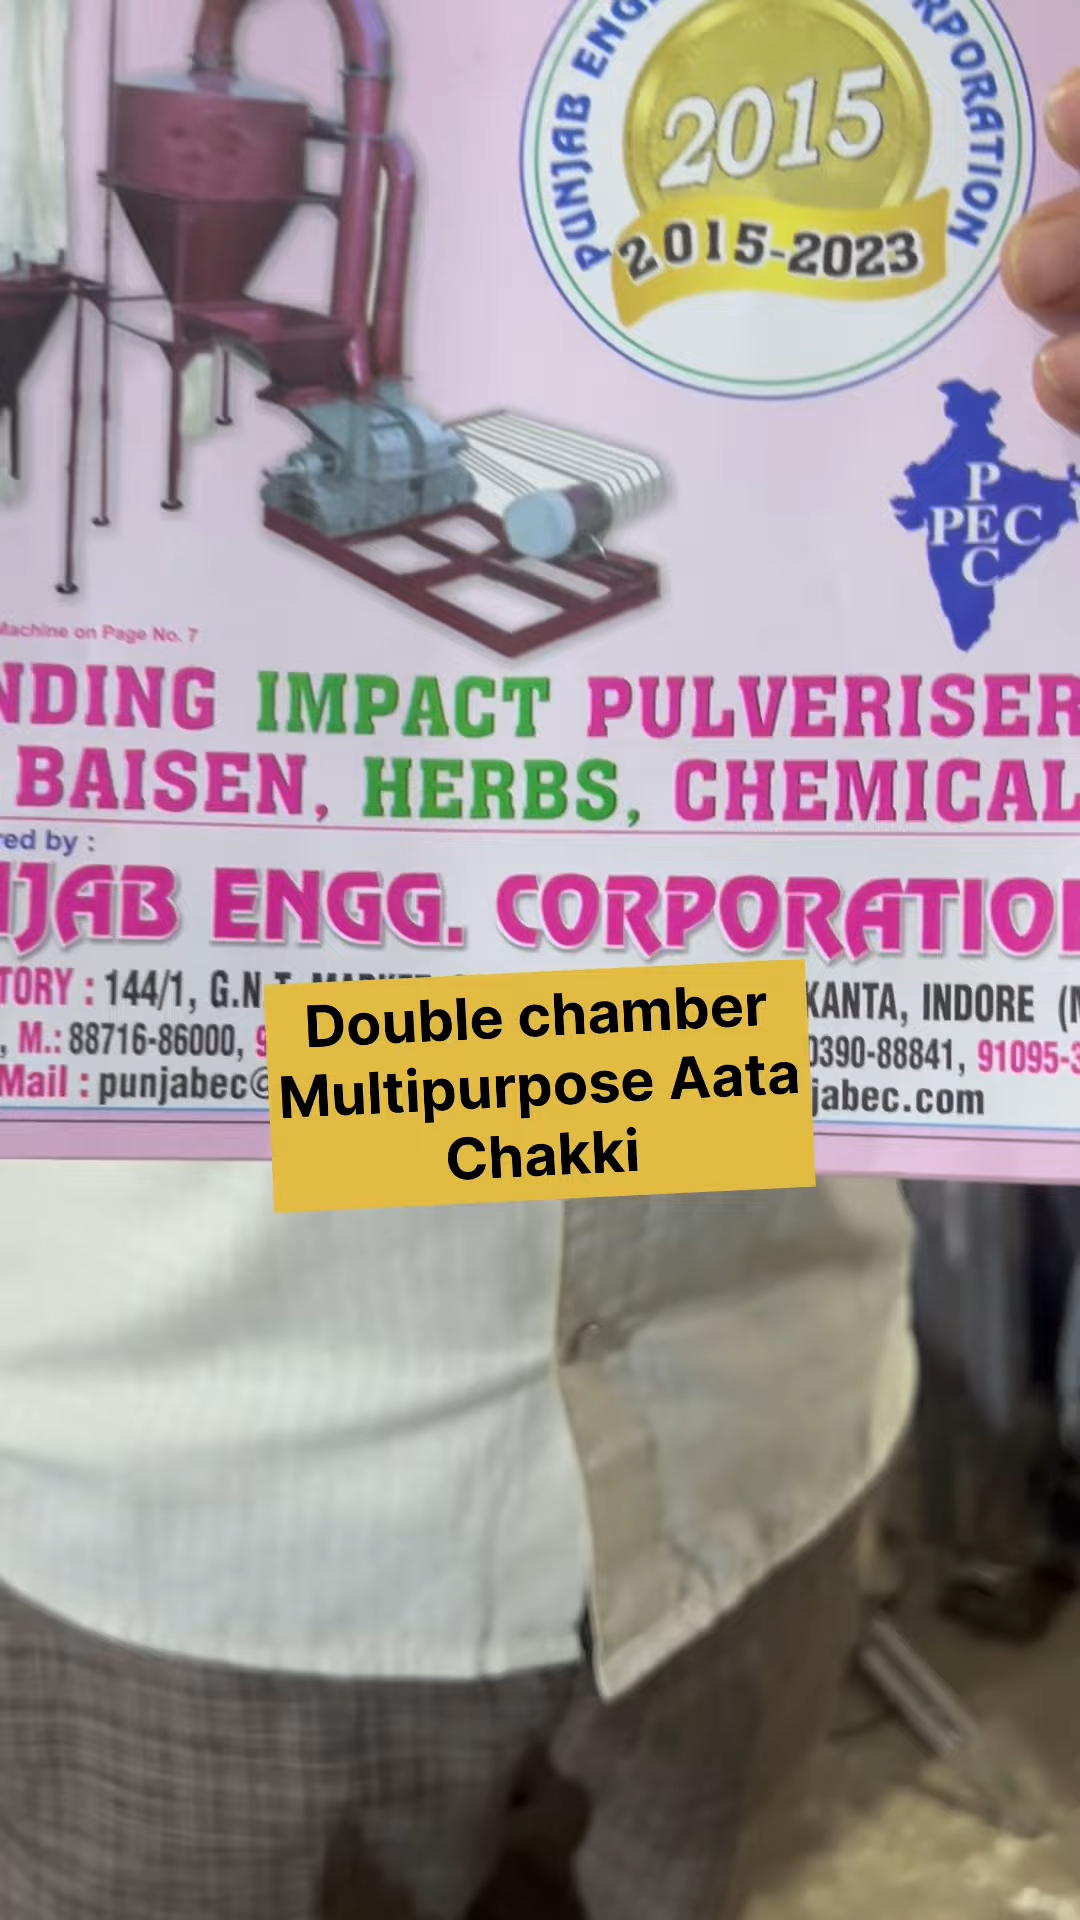 PUNJAB ENG RPORATION
2015
2015-2023
P
PEC
C
Machine on Page No. 7
NDING IMPACT PULVERISER
BAISEN, HERBS, CHEMICAL
red by :
NJAB ENGG. CORPORATIO
TORY : 144/1, G.N.T. MARKET KANTA, INDORE (M
, M.: 88716-86000, 9 0390-88841, 91095-3
Mail : punjabec@ jabec.com
Double chamber
Multipurpose Aata
Chakki